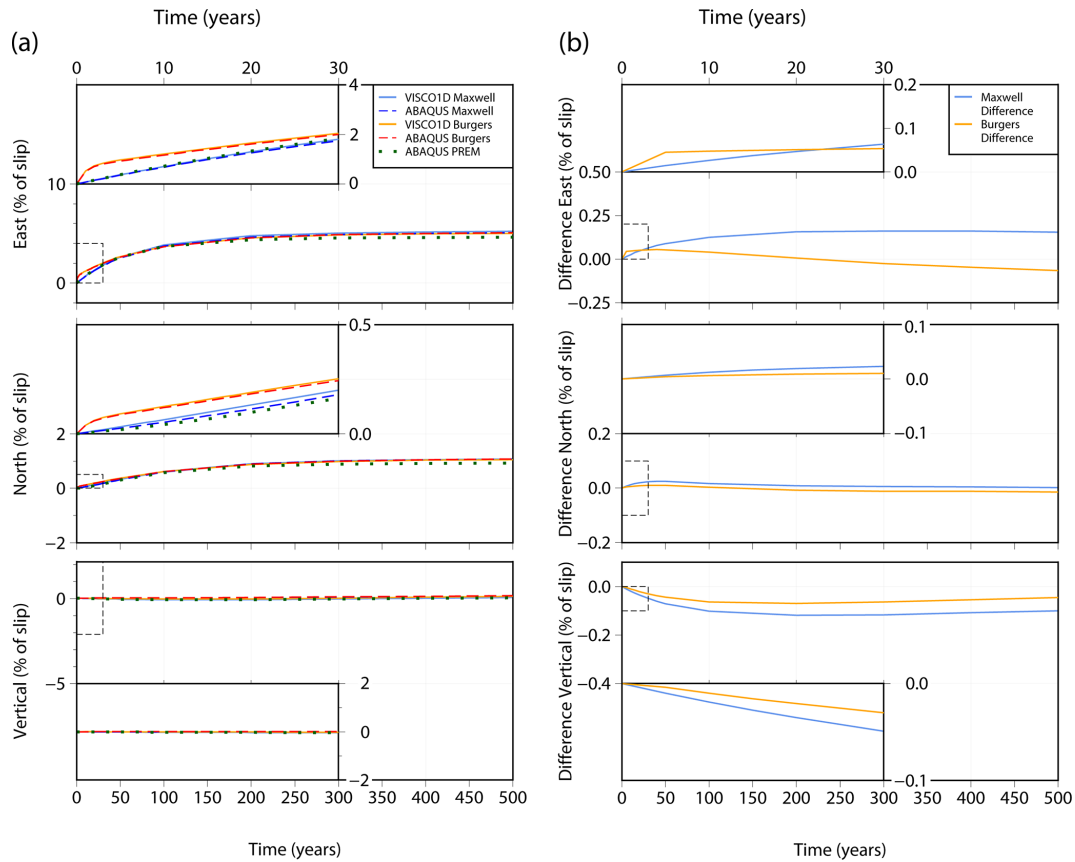 Time (years)
(a)
0 10 20 30
4
2
0
VISCO1D Maxwell
ABAQUS Maxwell
VISCO1D Burgers
ABAQUS Burgers
ABAQUS PREM
East (% of slip)
10
0
0.5
0.0
North (% of slip)
2
0
−2
Vertical (% of slip)
0
−5
2
0
−2
0 50 100 150 200 250 300 350 400 450 500
Time (years)
Time (years)
(b)
0 10 20 30
0.2
0.1
0.0
Maxwell
Difference
Burgers
Difference
Difference East (% of slip)
0.50
0.25
0.00
−0.25
0.1
0.0
−0.1
Difference North (% of slip)
0.2
0.0
−0.2
Difference Vertical (% of slip)
0.0
−0.2
−0.4
0.0
−0.1
0 50 100 150 200 250 300 350 400 450 500
Time (years)